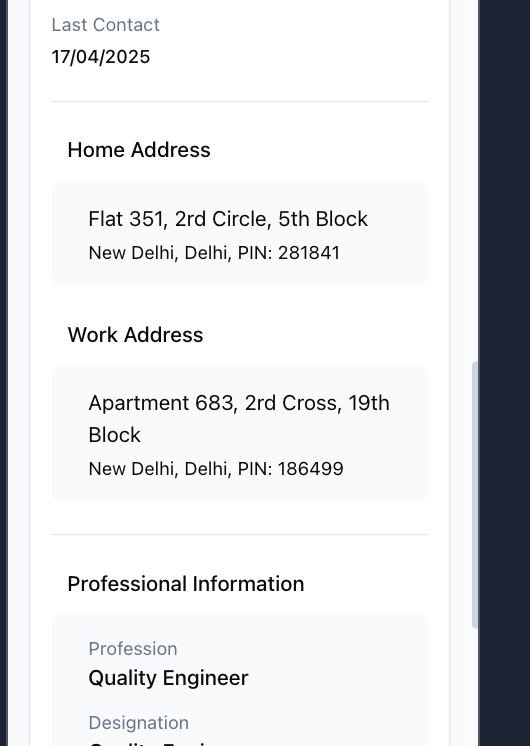 Last Contact
17/04/2025
Home Address
Flat 351, 2rd Circle, 5th Block
New Delhi, Delhi, PIN: 281841
Work Address
Apartment 683, 2rd Cross, 19th
Block
New Delhi, Delhi, PIN: 186499
Professional Information
Profession
Quality Engineer
Designation